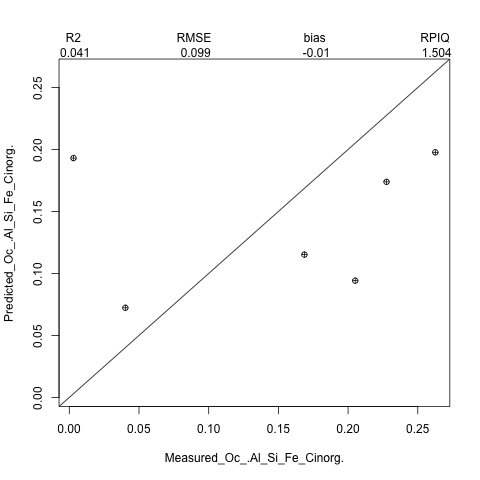 R2 RMSE bias RPIQ
0.041 0.099 -0.01 1.504
Predicted_Oc_.Al_Si_Fe_Cinorg.
0.25
0.20
0.15
0.10
0.05
0.00
0.00 0.05 0.10 0.15 0.20 0.25
Measured_Oc_.Al_Si_Fe_Cinorg.